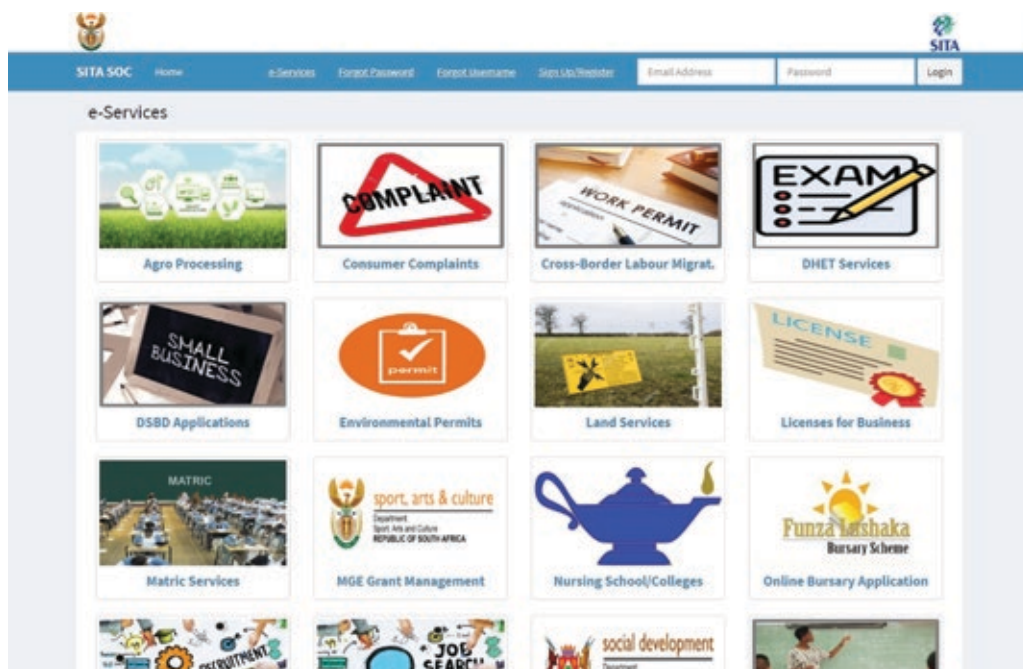 SITA
SITA SOC Home e-Services Forgot Password Forgot Username Sign Up/Register Email Address Password Login
e-Services
COMPLAINT
WORK PERMIT
application
EXAM
Agro Processing Consumer Complaints Cross-Border Labour Migrat. DHET Services
SMALL
BUSINESS
permit
LICENSE
DSBD Applications Environmental Permits Land Services Licenses for Business
MATRIC
sport, arts & culture
Department:
Sport, Arts and Culture
REPUBLIC OF SOUTH AFRICA
Funza Lushaka
Bursary Scheme
Matric Services MGE Grant Management Nursing School/Colleges Online Bursary Application
RECRUITMENT
JOB
SEARCH
social development
Department